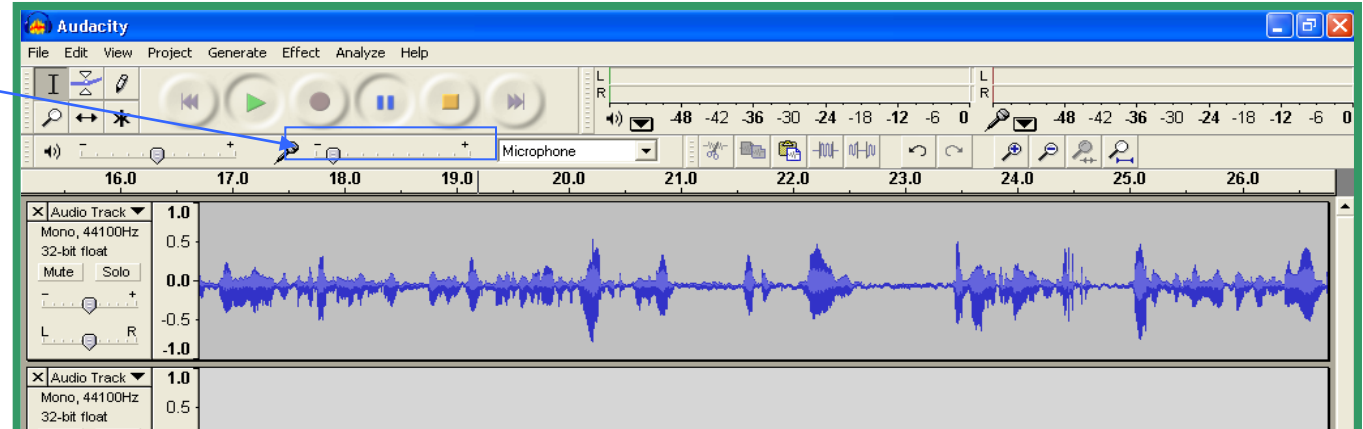 Audacity
File Edit View Project Generate Effect Analyze Help
L
R
-48 -42 -36 -30 -24 -18 -12 -6 0
L
R
-48 -42 -36 -30 -24 -18 -12 -6 0
- +
- +
Microphone
16.0 17.0 18.0 19.0 20.0 21.0 22.0 23.0 24.0 25.0 26.0
X Audio Track
Mono, 44100Hz
32-bit float
Mute Solo
- +
L R
1.0
0.5
0.0
-0.5
-1.0
X Audio Track
Mono, 44100Hz
32-bit float
1.0
0.5